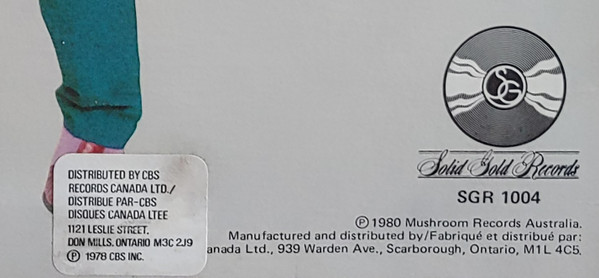 SG
Solid Gold Records
SGR 1004
DISTRIBUTED BY CBS
RECORDS CANADA LTD./
DISTRIBUE PAR-CBS
DISQUES CANADA LTEE
1121 LESLIE STREET.
DON MILLS. ONTARIO M3C 2J9
Ⓟ 1978 CBS INC.
Ⓟ 1980 Mushroom Records Australia.
Manufactured and distributed by/Fabriqué et distribué par:
anada Ltd., 939 Warden Ave., Scarborough, Ontario, M1L 4C5.